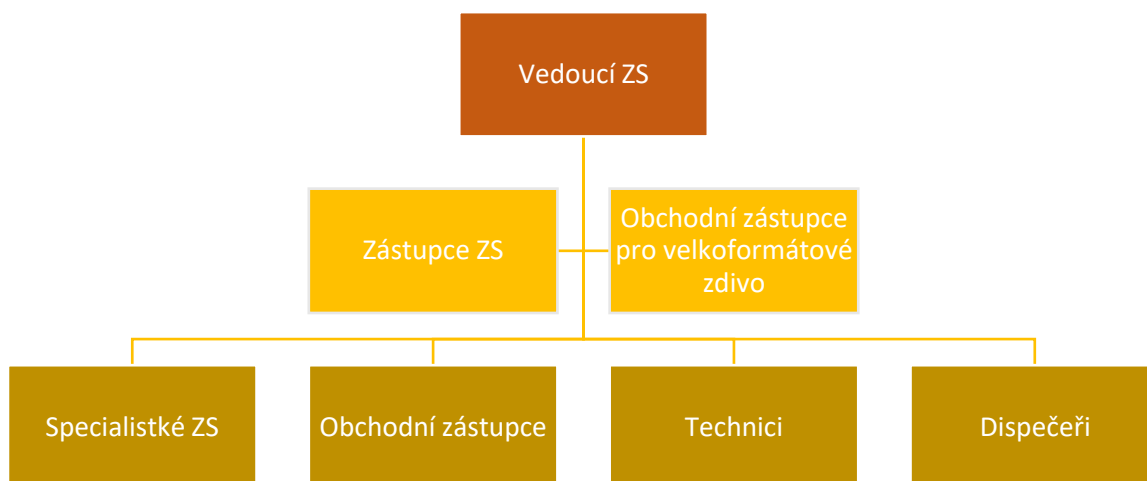 Vedoucí ZS
Zástupce ZS
Obchodní zástupce
pro velkoformátové
zdivo
Specialistké ZS
Obchodní zástupce
Technici
Dispečeři